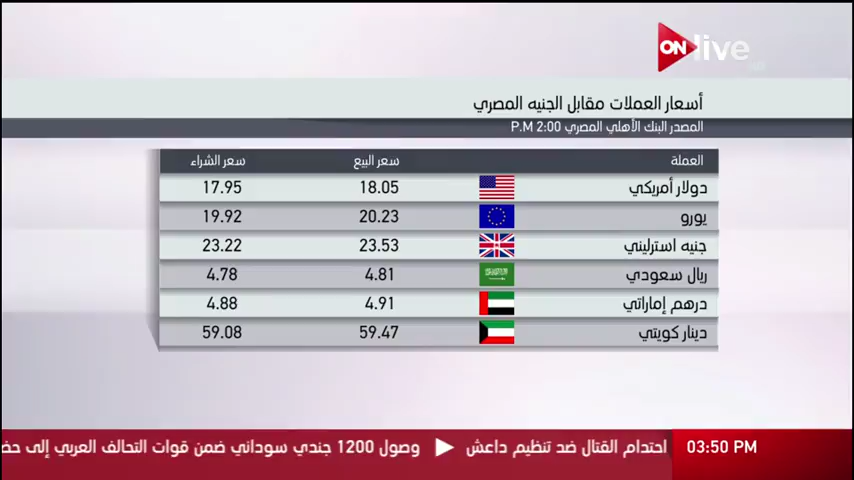 ON live
أسعار العملات مقابل الجنيه المصري
المصدر البنك الأهلي المصري 2:00 P.M
العملة سعر البيع سعر الشراء
دولار أمريكي 18.05 17.95
يورو 20.23 19.92
جنيه استرليني 23.53 23.22
ريال سعودي 4.81 4.78
درهم إماراتي 4.91 4.88
دينار كويتي 59.47 59.08
03:50 PM احتدام القتال ضد تنظيم داعش وصول 1200 جندي سوداني ضمن قوات التحالف العربي إلى حض